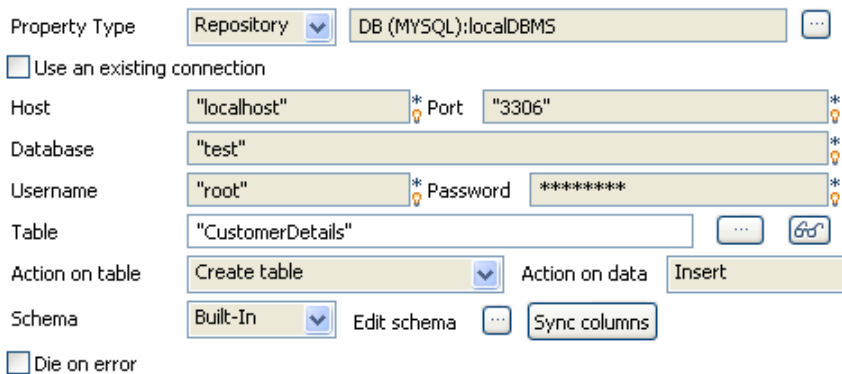 Property Type Repository DB (MYSQL):localDBMS ...
Use an existing connection
Host "localhost" * Port "3306" *
Database "test" *
Username "root" * Password ******** *
Table "CustomerDetails" ...
Action on table Create table Action on data Insert
Schema Built-In Edit schema ... Sync columns
Die on error